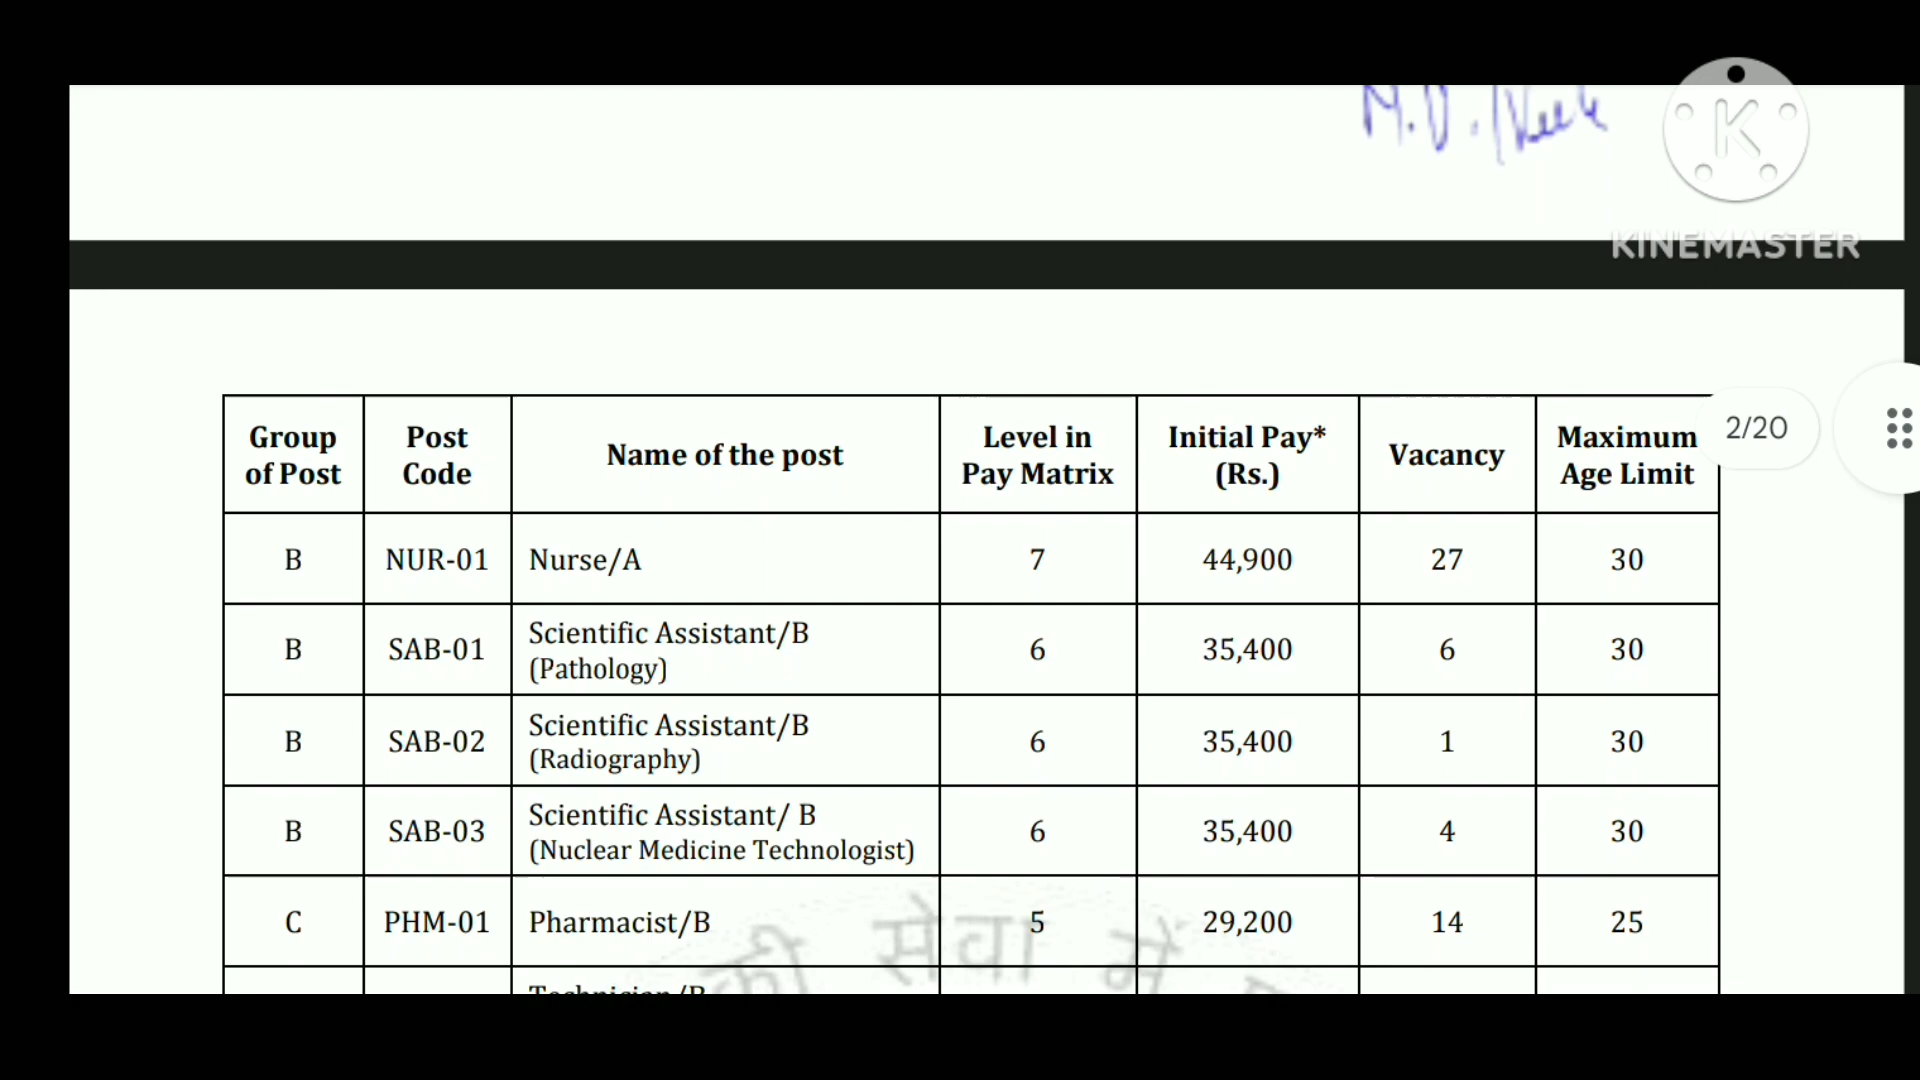 K
KINEMASTER
2/20
Group of Post Post Code Name of the post Level in Pay Matrix Initial Pay* (Rs.) Vacancy Maximum Age Limit
B NUR-01 Nurse/A 7 44,900 27 30
B SAB-01 Scientific Assistant/B (Pathology) 6 35,400 6 30
B SAB-02 Scientific Assistant/B (Radiography) 6 35,400 1 30
B SAB-03 Scientific Assistant/ B (Nuclear Medicine Technologist) 6 35,400 4 30
C PHM-01 Pharmacist/B 5 29,200 14 25
Technician/B
की सेवा में